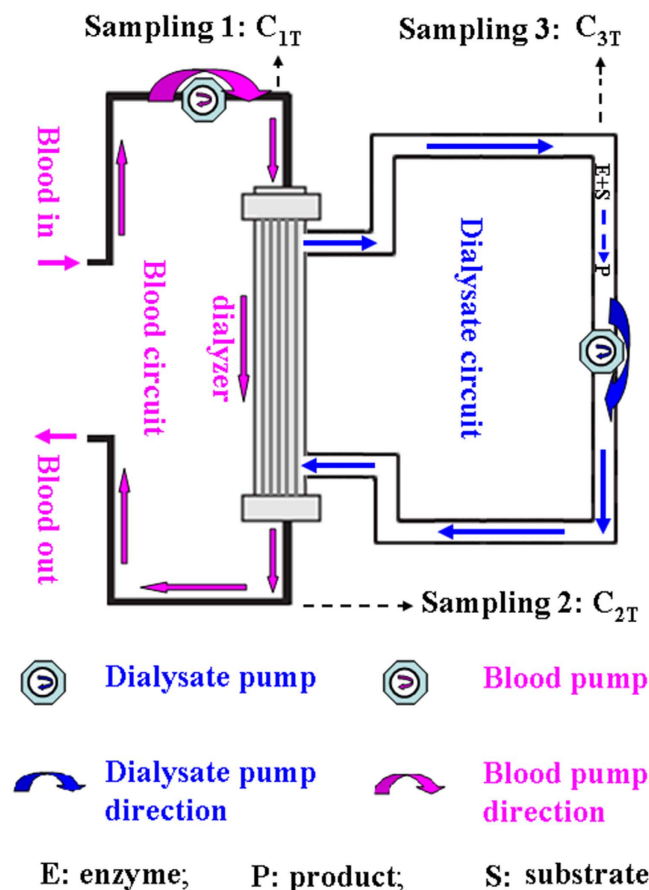 Sampling 1: C1T
Sampling 3: C3T
Blood in
Blood circuit
dialyzer
Dialysate circuit
E+S
P
Blood out
Sampling 2: C2T
Dialysate pump
Blood pump
Dialysate pump
direction
Blood pump
direction
E: enzyme; P: product; S: substrate